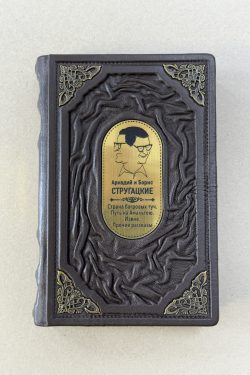 Аркадий и Борис
СТРУГАЦКИЕ
Страна багровых туч.
Путь на Амальтею.
Извне.
Прочие рассказы